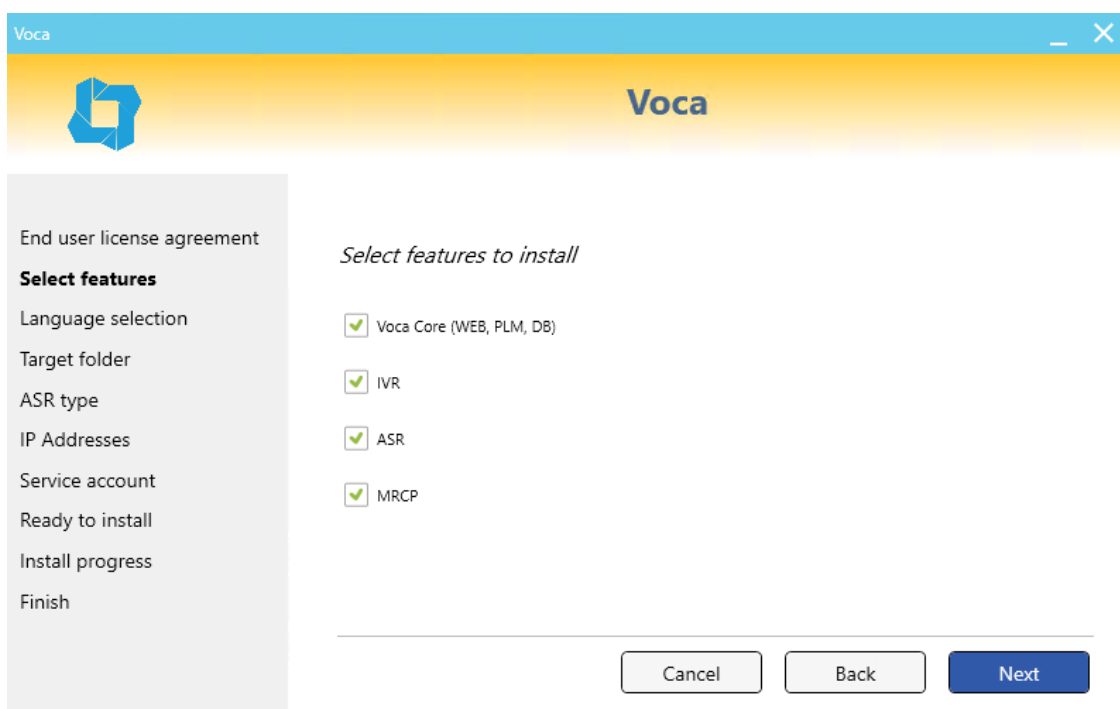 Voca
Voca
End user license agreement
Select features
Language selection
Target folder
ASR type
IP Addresses
Service account
Ready to install
Install progress
Finish
Select features to install
Voca Core (WEB, PLM, DB)
IVR
ASR
MRCP
Cancel Back Next